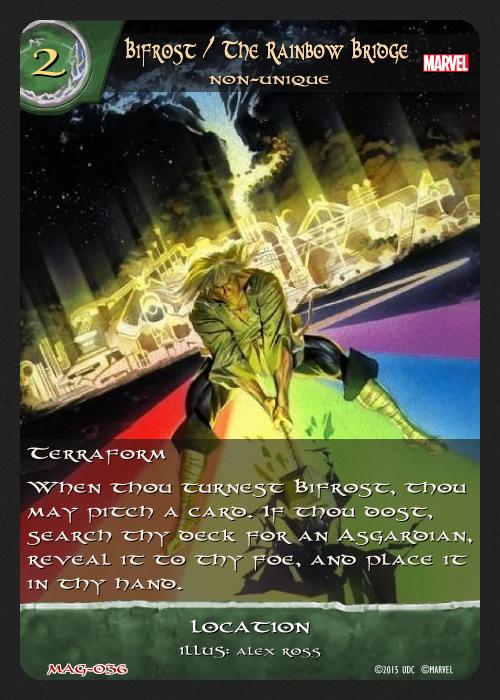 2
Bifrost / The Rainbow Bridge
non-unique
MARVEL
Terraform
When thou turnest Bifrost, thou
may pitch a card. If thou dost,
search thy deck for an Asgardian,
reveal it to thy foe, and place it
in thy hand.
Location
Illus: Alex Ross
MAG-036
©2015 UDC ©MARVEL